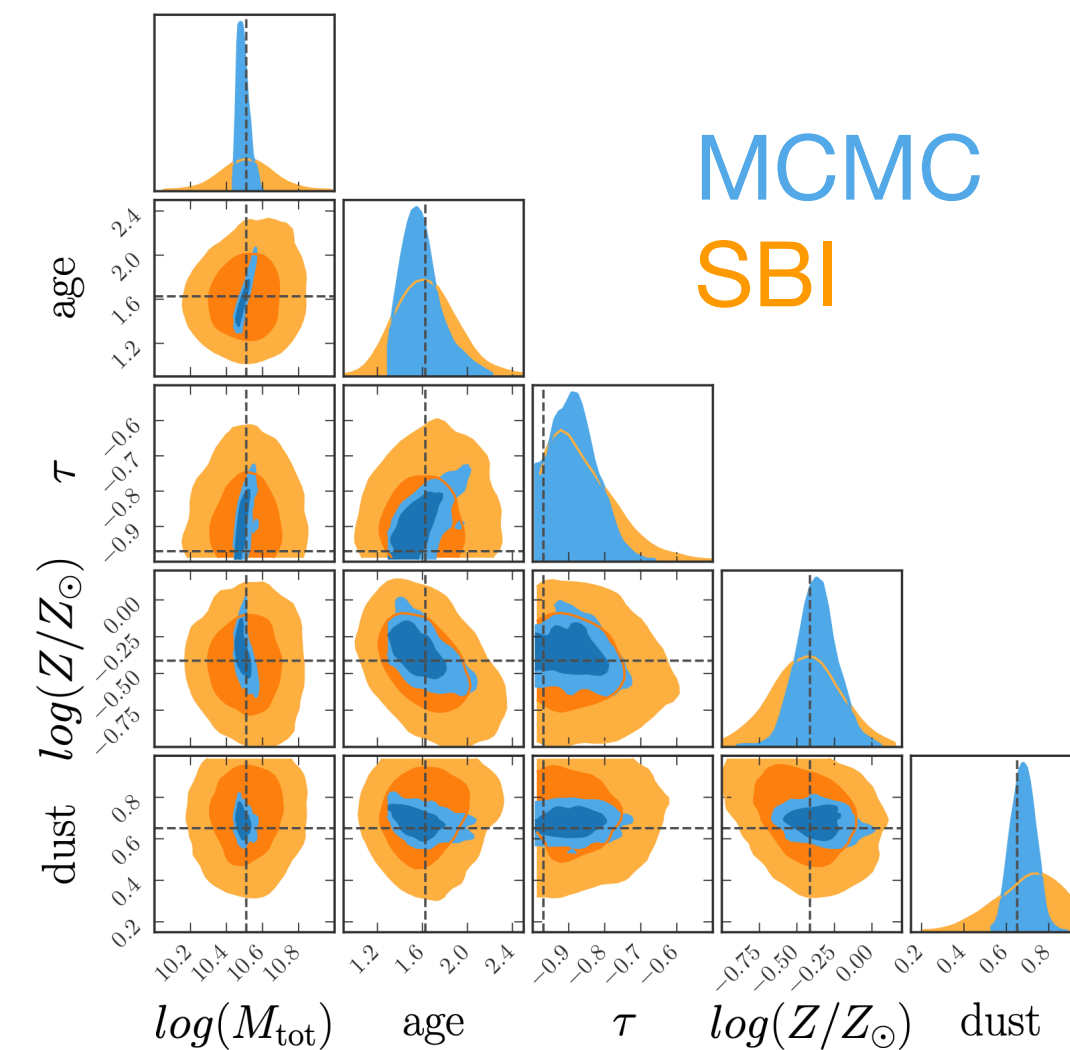 MCMC
SBI
age
2.4
2.0
1.6
1.2
τ
−0.6
−0.7
−0.8
−0.9
log(Z/Z⊙)
0.00
−0.25
−0.50
−0.75
dust
0.8
0.6
0.4
0.2
10.2 10.4 10.6 10.8 1.2 1.6 2.0 2.4 −0.9 −0.8 −0.7 −0.6 −0.75 −0.50 −0.25 0.00 0.2 0.4 0.6 0.8
log(M_tot) age τ log(Z/Z⊙) dust